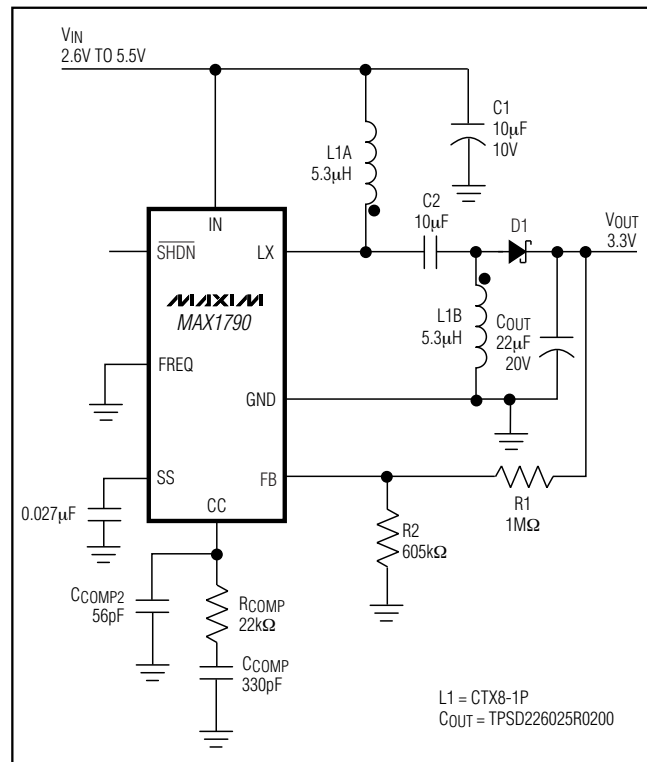 VIN
2.6V TO 5.5V
C1
10µF
10V
L1A
5.3µH
C2
10µF
D1
VOUT
3.3V
IN
SHDN
LX
MAXIM
MAX1790
L1B
5.3µH
COUT
22µF
20V
FREQ
GND
SS
FB
0.027µF
CC
R1
1MΩ
R2
605kΩ
CCOMP2
56pF
RCOMP
22kΩ
CCOMP
330pF
L1 = CTX8-1P
COUT = TPSD226025R0200